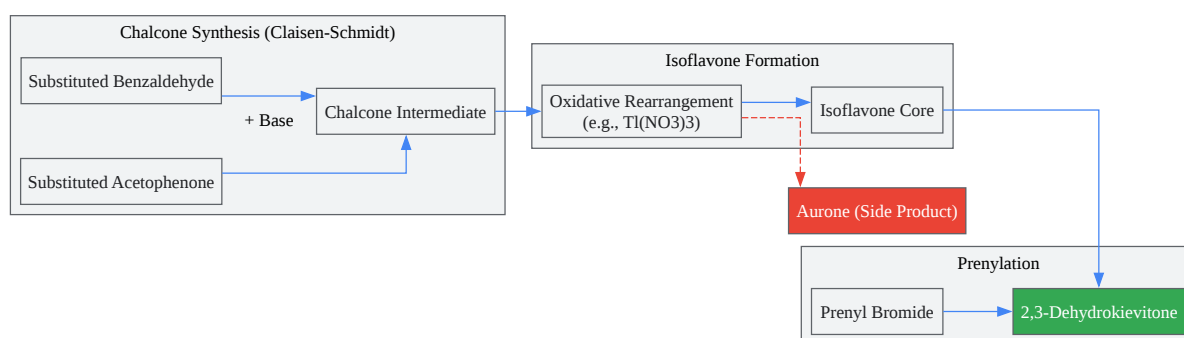 Chalcone Synthesis (Claisen-Schmidt)
Substituted Benzaldehyde
+ Base
Chalcone Intermediate
Substituted Acetophenone
Isoflavone Formation
Oxidative Rearrangement
(e.g., Tl(NO3)3)
Isoflavone Core
Aurone (Side Product)
Prenylation
Prenyl Bromide
2,3-Dehydrokievitone